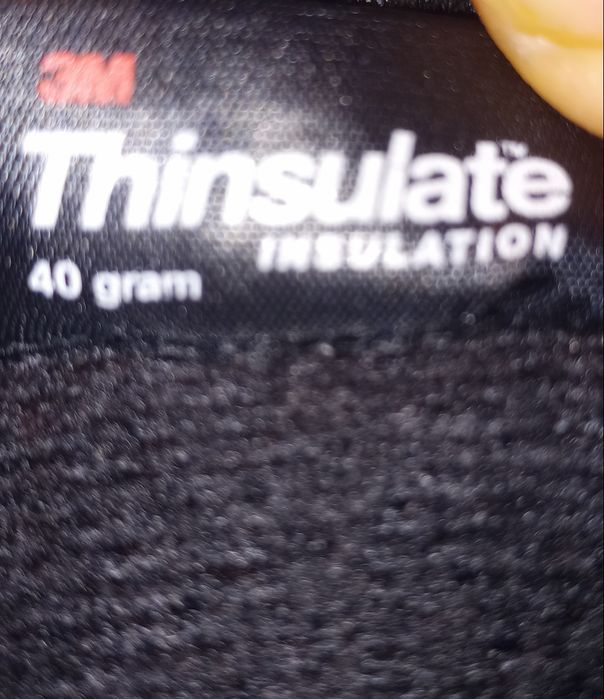 3M
Thinsulate™
INSULATION
40 gram